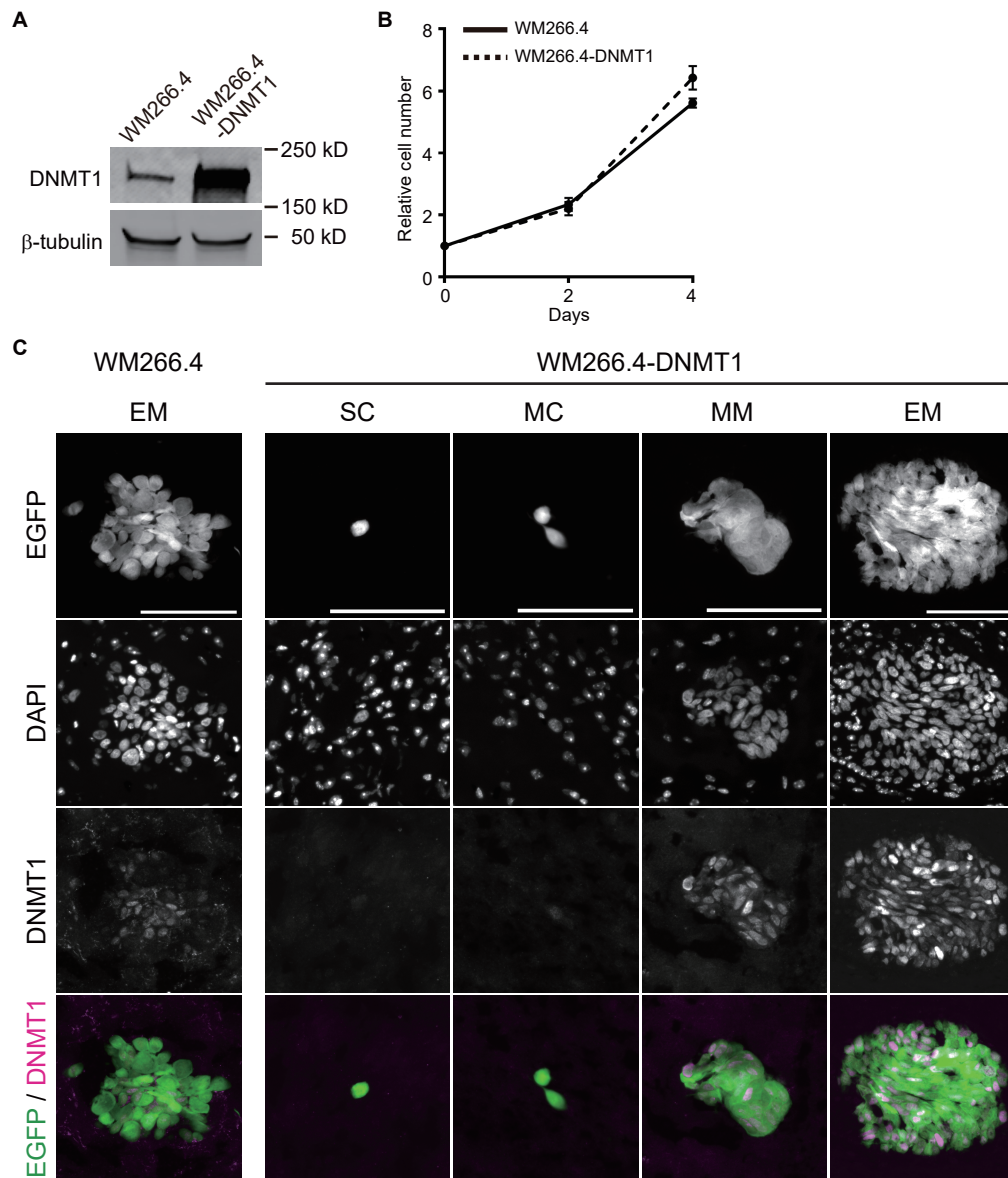 A
WM266.4
WM266.4
-DNMT1
250 kD
DNMT1
150 kD
β-tubulin
50 kD
B
WM266.4
WM266.4-DNMT1
Relative cell number
8
6
4
2
0
0
2
4
Days
C
WM266.4
WM266.4-DNMT1
EM
SC
MC
MM
EM
EGFP
DAPI
DNMT1
EGFP / DNMT1